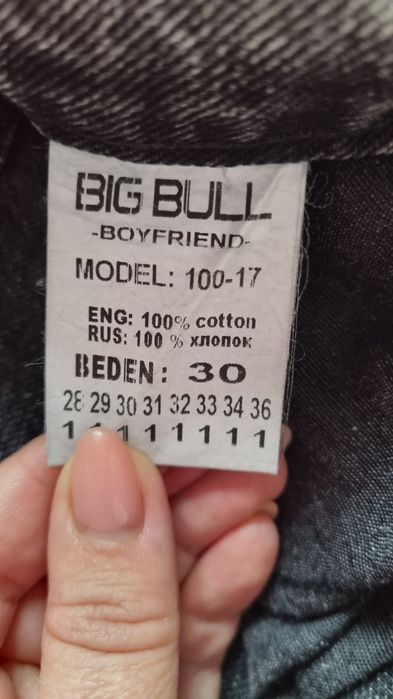 BIG BULL
-BOYFRIEND-
MODEL: 100-17
ENG: 100% cotton
RUS: 100 % хлопок
BEDEN: 30
28 29 30 31 32 33 34 36
1 1 1 1 1 1 1 1